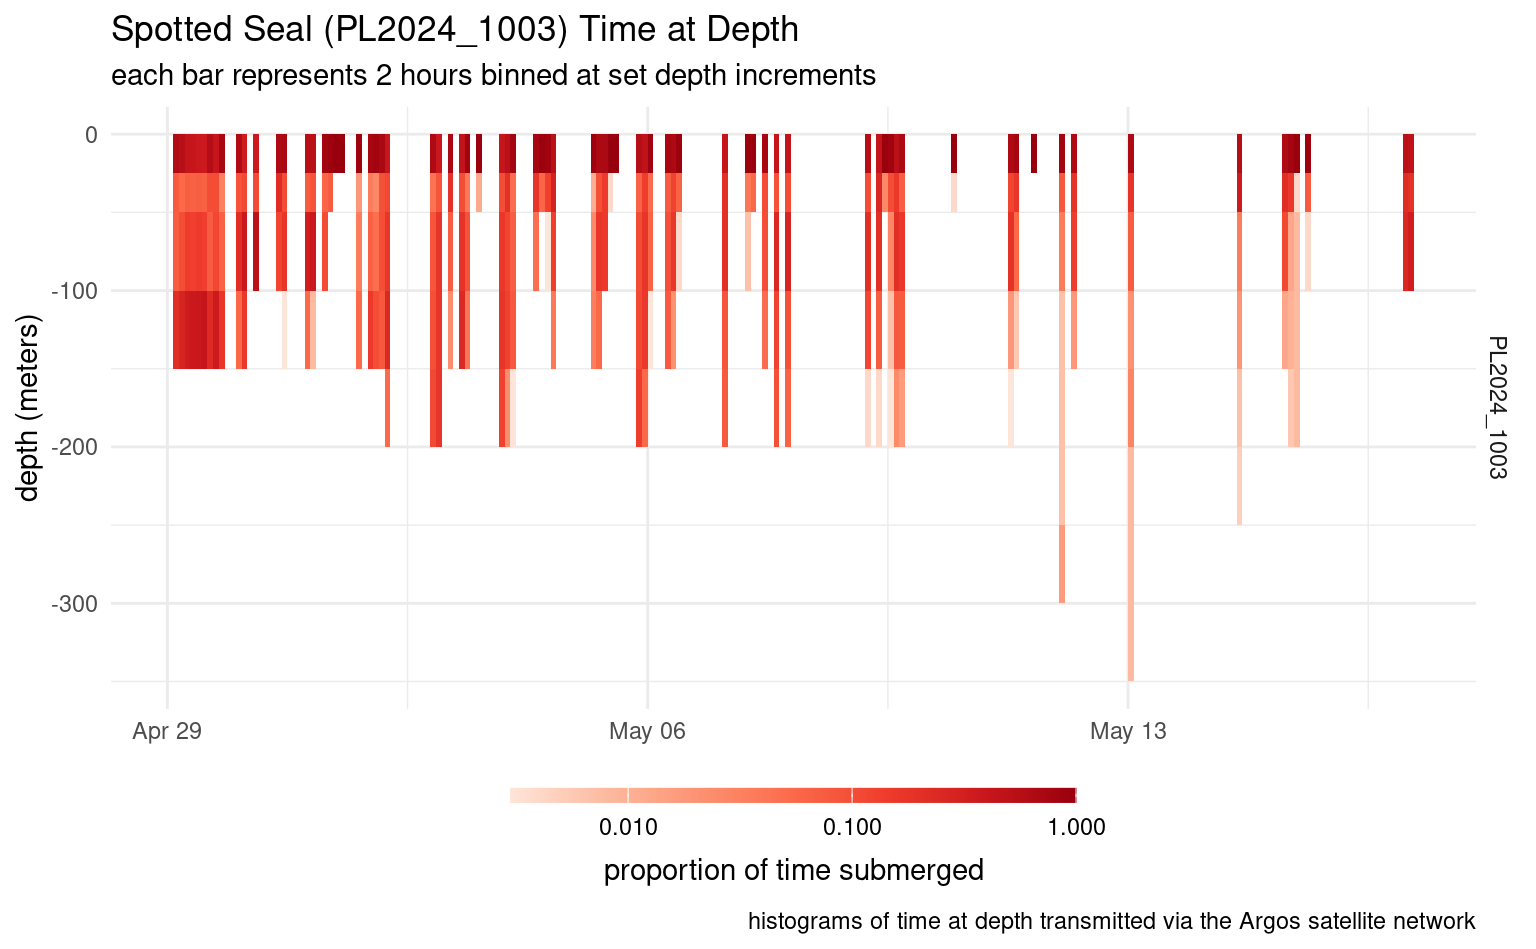 Spotted Seal (PL2024_1003) Time at Depth
each bar represents 2 hours binned at set depth increments
depth (meters)
0
-100
-200
-300
PL2024_1003
Apr 29
May 06
May 13
0.010
0.100
1.000
proportion of time submerged
histograms of time at depth transmitted via the Argos satellite network